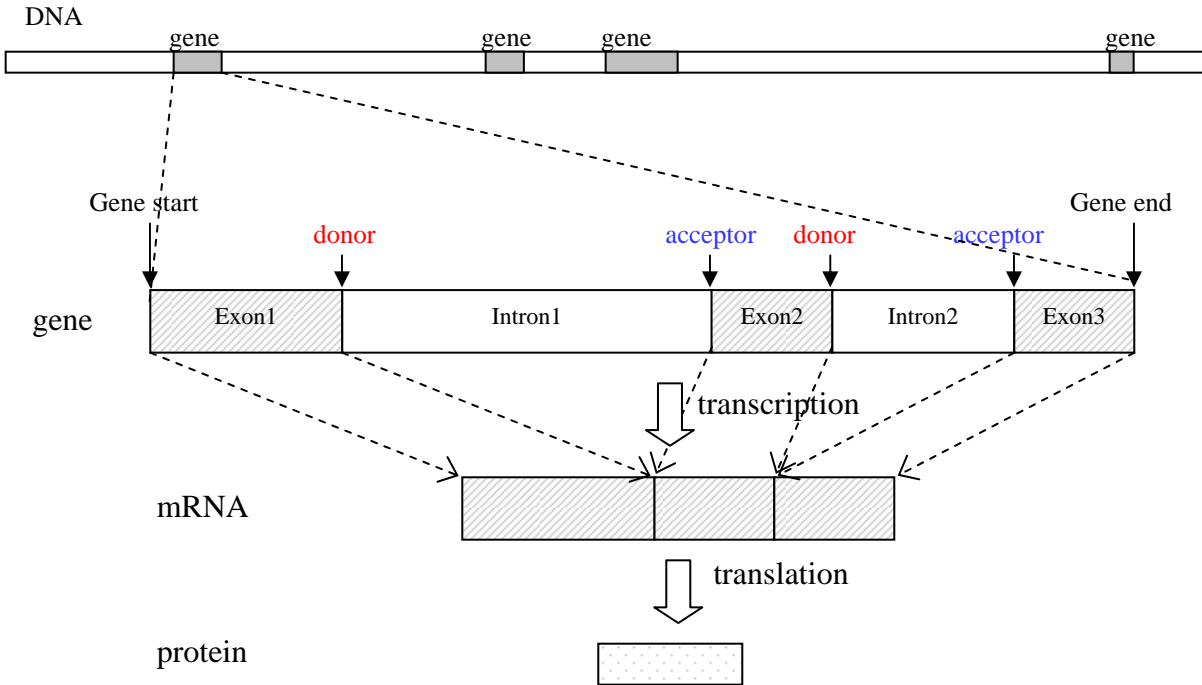 DNA
gene gene gene gene
Gene start Gene end
donor acceptor donor acceptor
gene Exon1 Intron1 Exon2 Intron2 Exon3
transcription
mRNA
translation
protein